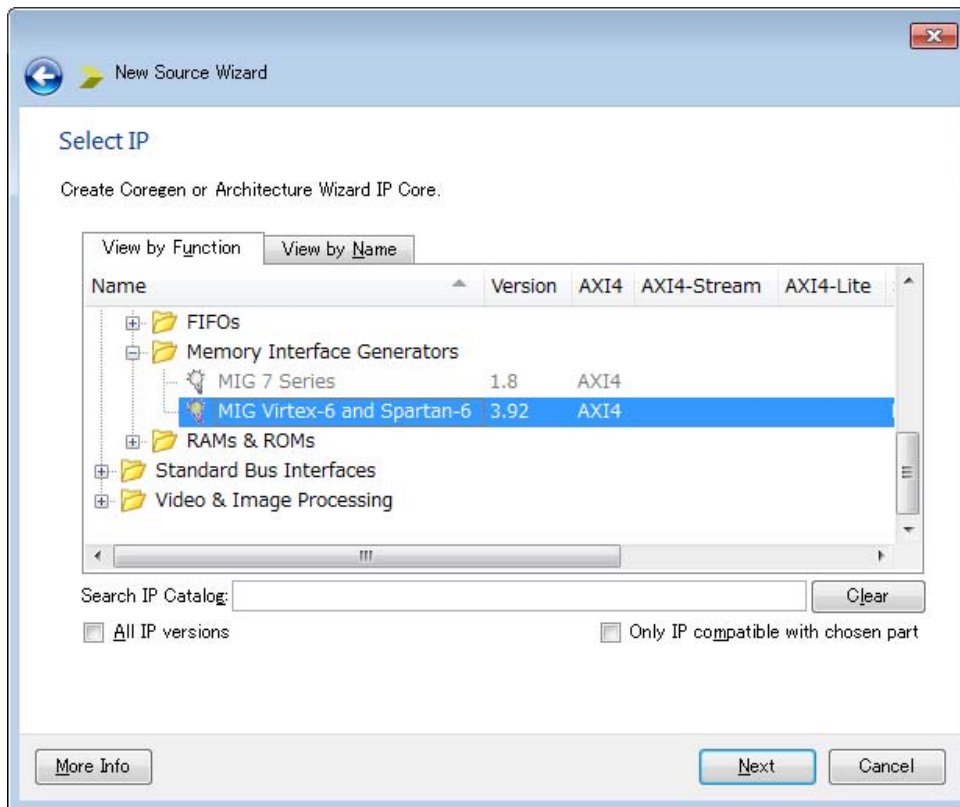 New Source Wizard
Select IP
Create Coregen or Architecture Wizard IP Core.
View by Function View by Name
Name Version AXI4 AXI4-Stream AXI4-Lite
FIFOs
Memory Interface Generators
MIG 7 Series 1.8 AXI4
MIG Virtex-6 and Spartan-6 3.92 AXI4
RAMs & ROMs
Standard Bus Interfaces
Video & Image Processing
Search IP Catalog: Clear
All IP versions Only IP compatible with chosen part
More Info Next Cancel